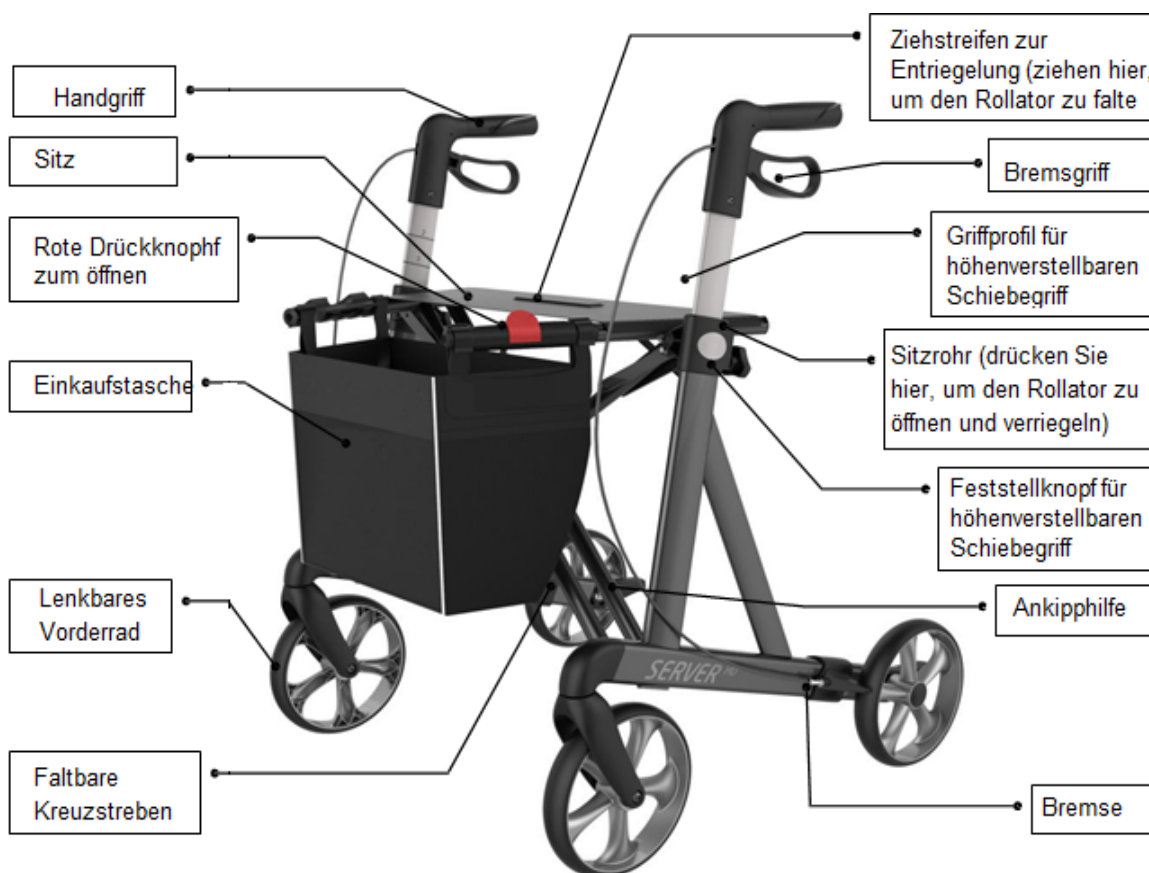 Handgriff
Sitz
Rote Drückknophf
zum öffnen
Einkaufstasche
Lenkbares
Vorderrad
Faltbare
Kreuzstreben
Ziehstreifen zur
Entriegelung (ziehen hier,
um den Rollator zu falte
Bremsgriff
Griffprofil für
höhenverstellbaren
Schiebegriff
Sitzrohr (drücken Sie
hier, um den Rollator zu
öffnen und verriegeln)
Feststellknopf für
höhenverstellbaren
Schiebegriff
Ankipphilfe
Bremse
SERVER